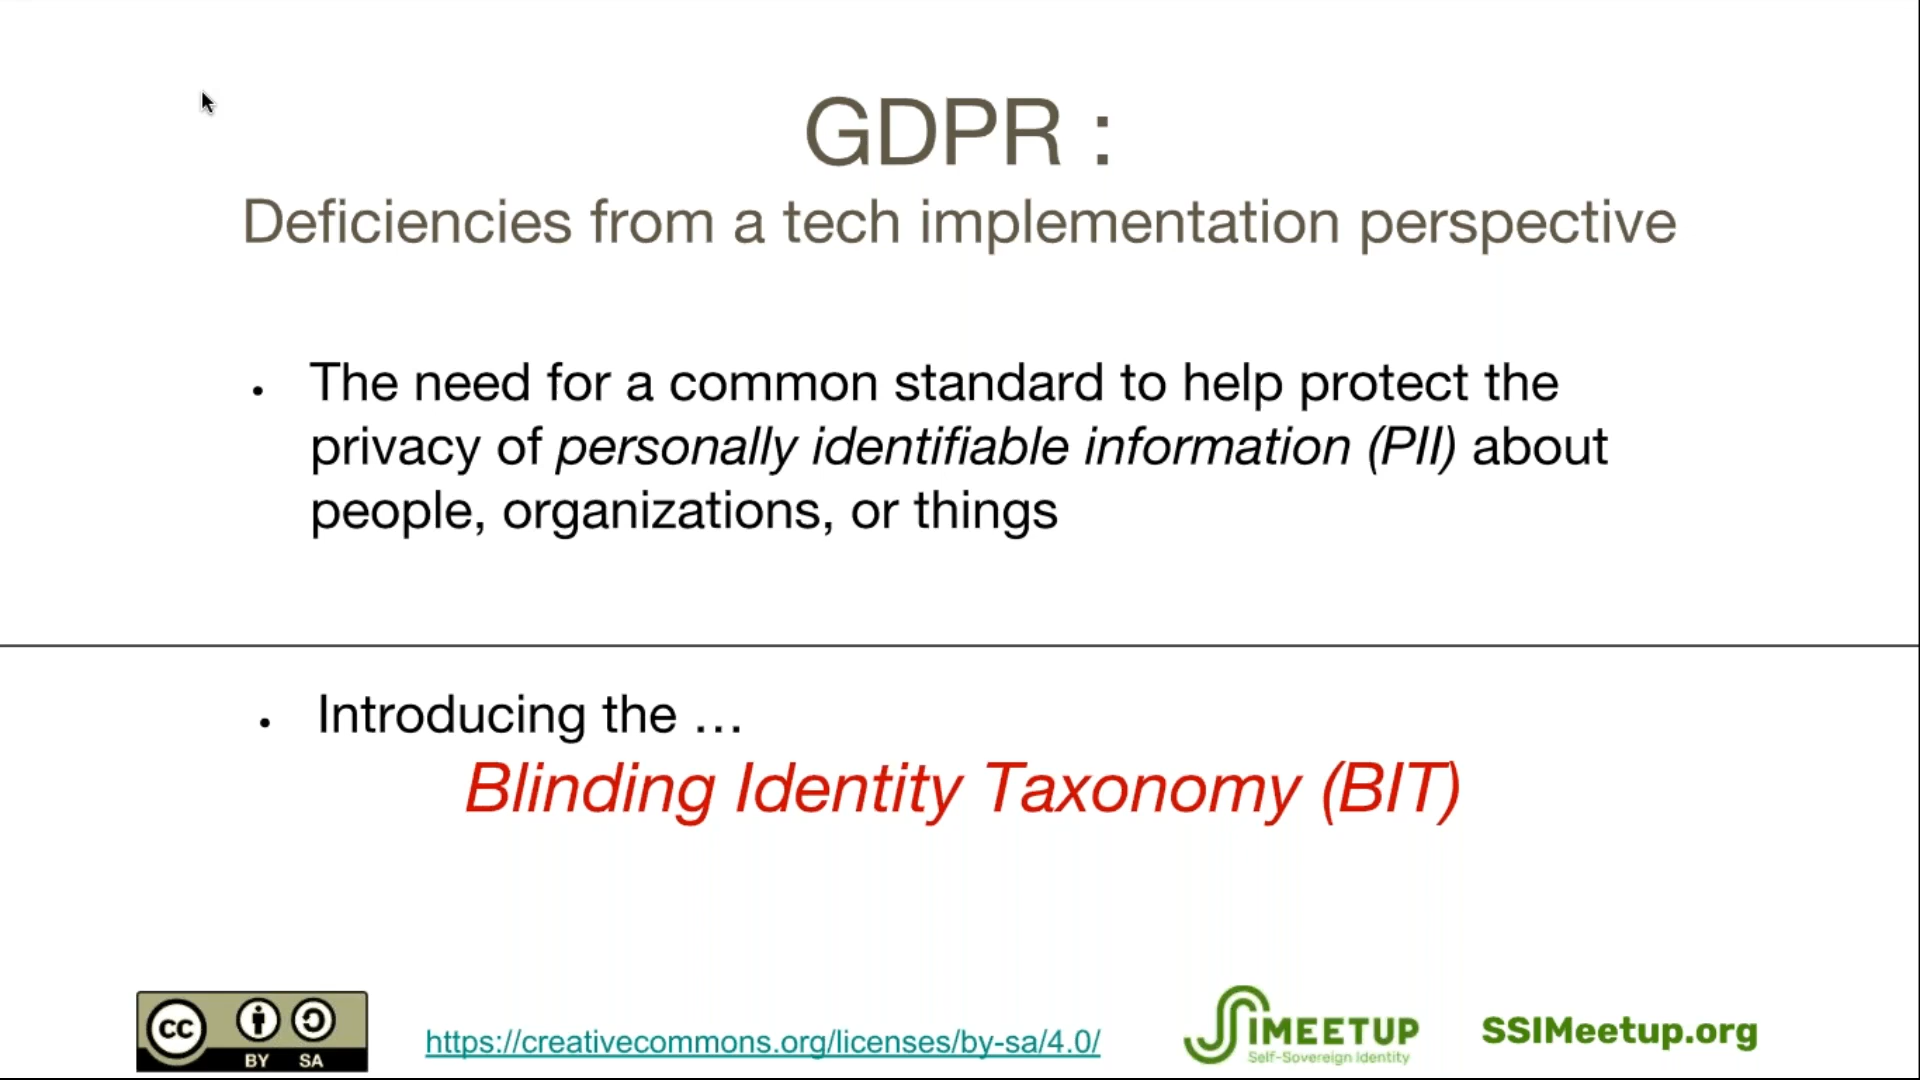 GDPR :
Deficiencies from a tech implementation perspective
• The need for a common standard to help protect the
privacy of personally identifiable information (PII) about
people, organizations, or things
• Introducing the …
Blinding Identity Taxonomy (BIT)
cc
BY SA
https://creativecommons.org/licenses/by-sa/4.0/
SSIMEETUP
Self-Sovereign Identity
SSIMeetup.org